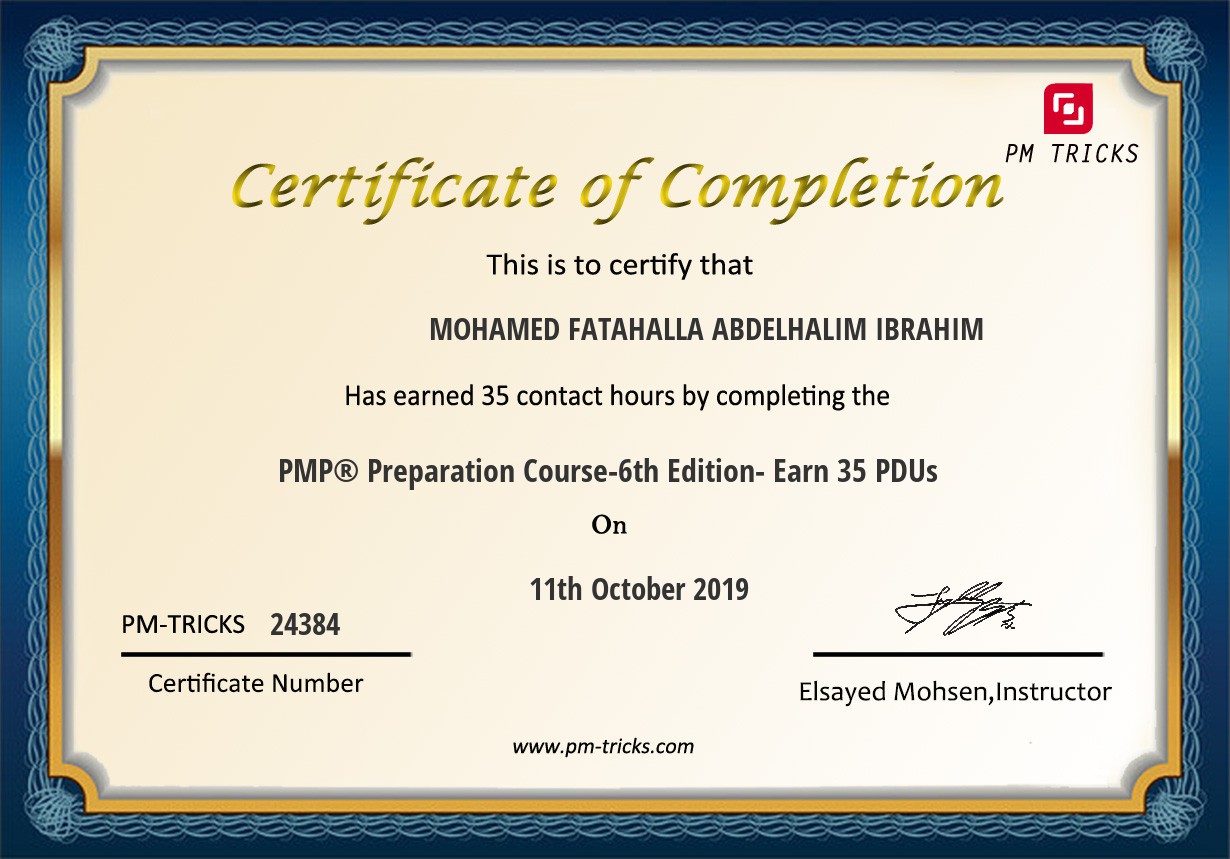 PM TRICKS
Certificate of Completion
This is to certify that
MOHAMED FATAHALLA ABDELHALIM IBRAHIM
Has earned 35 contact hours by completing the
PMP® Preparation Course-6th Edition- Earn 35 PDUs
On
11th October 2019
PM-TRICKS 24384
Certificate Number
Elsayed Mohsen,Instructor
www.pm-tricks.com